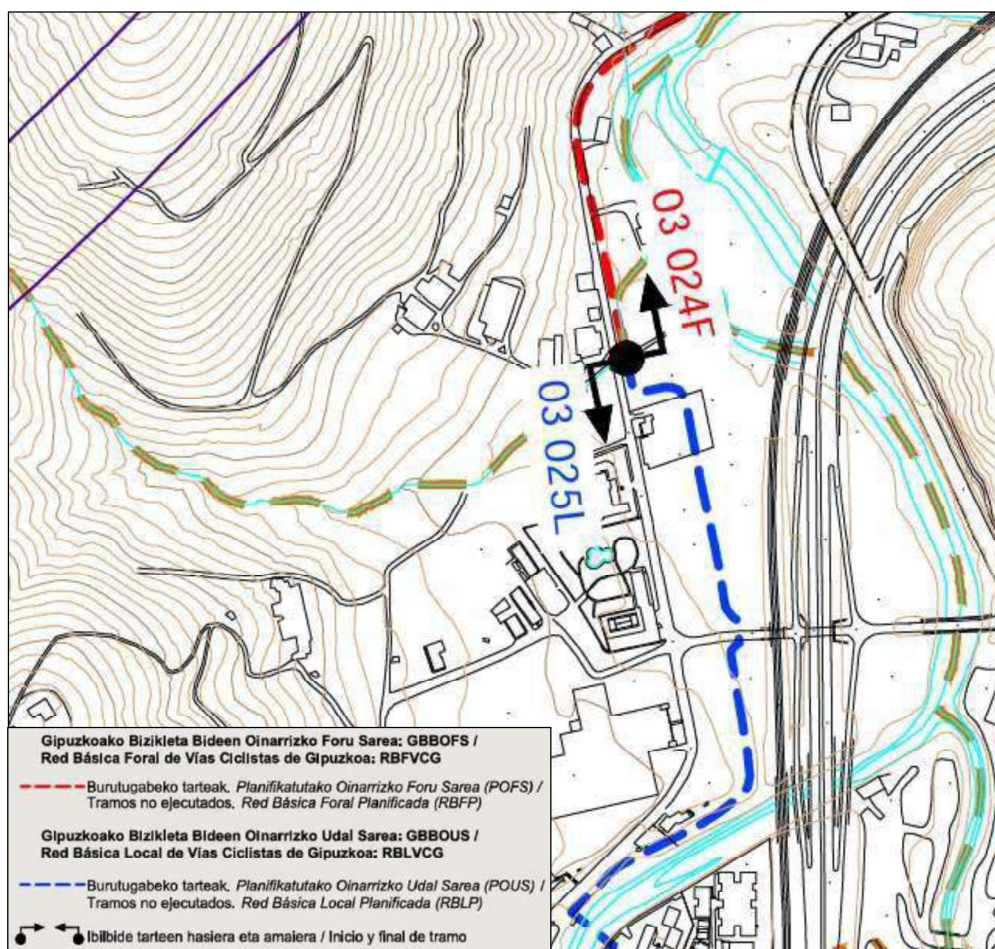 03 024F
03 025L
Gipuzkoako Bizikleta Bideen Oinarrizko Foru Sarea: GBBOFS /
Red Básica Foral de Vías Ciclistas de Gipuzkoa: RBFVCG
Burutugabeko tarteak. Planifikatutako Oinarrizko Foru Sarea (POFS) /
Tramos no ejecutados. Red Básica Foral Planificada (RBFP)
Gipuzkoako Bizikleta Bideen Oinarrizko Udal Sarea: GBBOUS /
Red Básica Local de Vías Ciclistas de Gipuzkoa: RBLVCG
Burutugabeko tarteak. Planifikatutako Oinarrizko Udal Sarea (POUS) /
Tramos no ejecutados. Red Básica Local Planificada (RBLP)
Ibilbide tarteen hasiera eta amaiera / Inicio y final de tramo